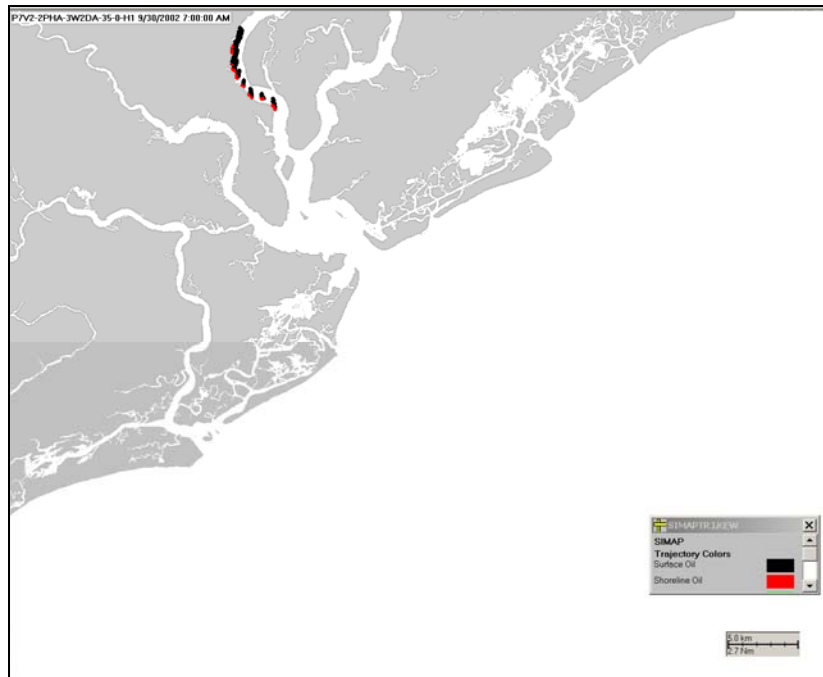 P7V2-2PHA-3W2DA-35-0-H1 9/30/2002 7:00:00 AM
SIMAPTRJ.KEW
SIMAP
Trajectory Colors
Surface Oil
Shoreline Oil
5.0 km
2.7 Nm